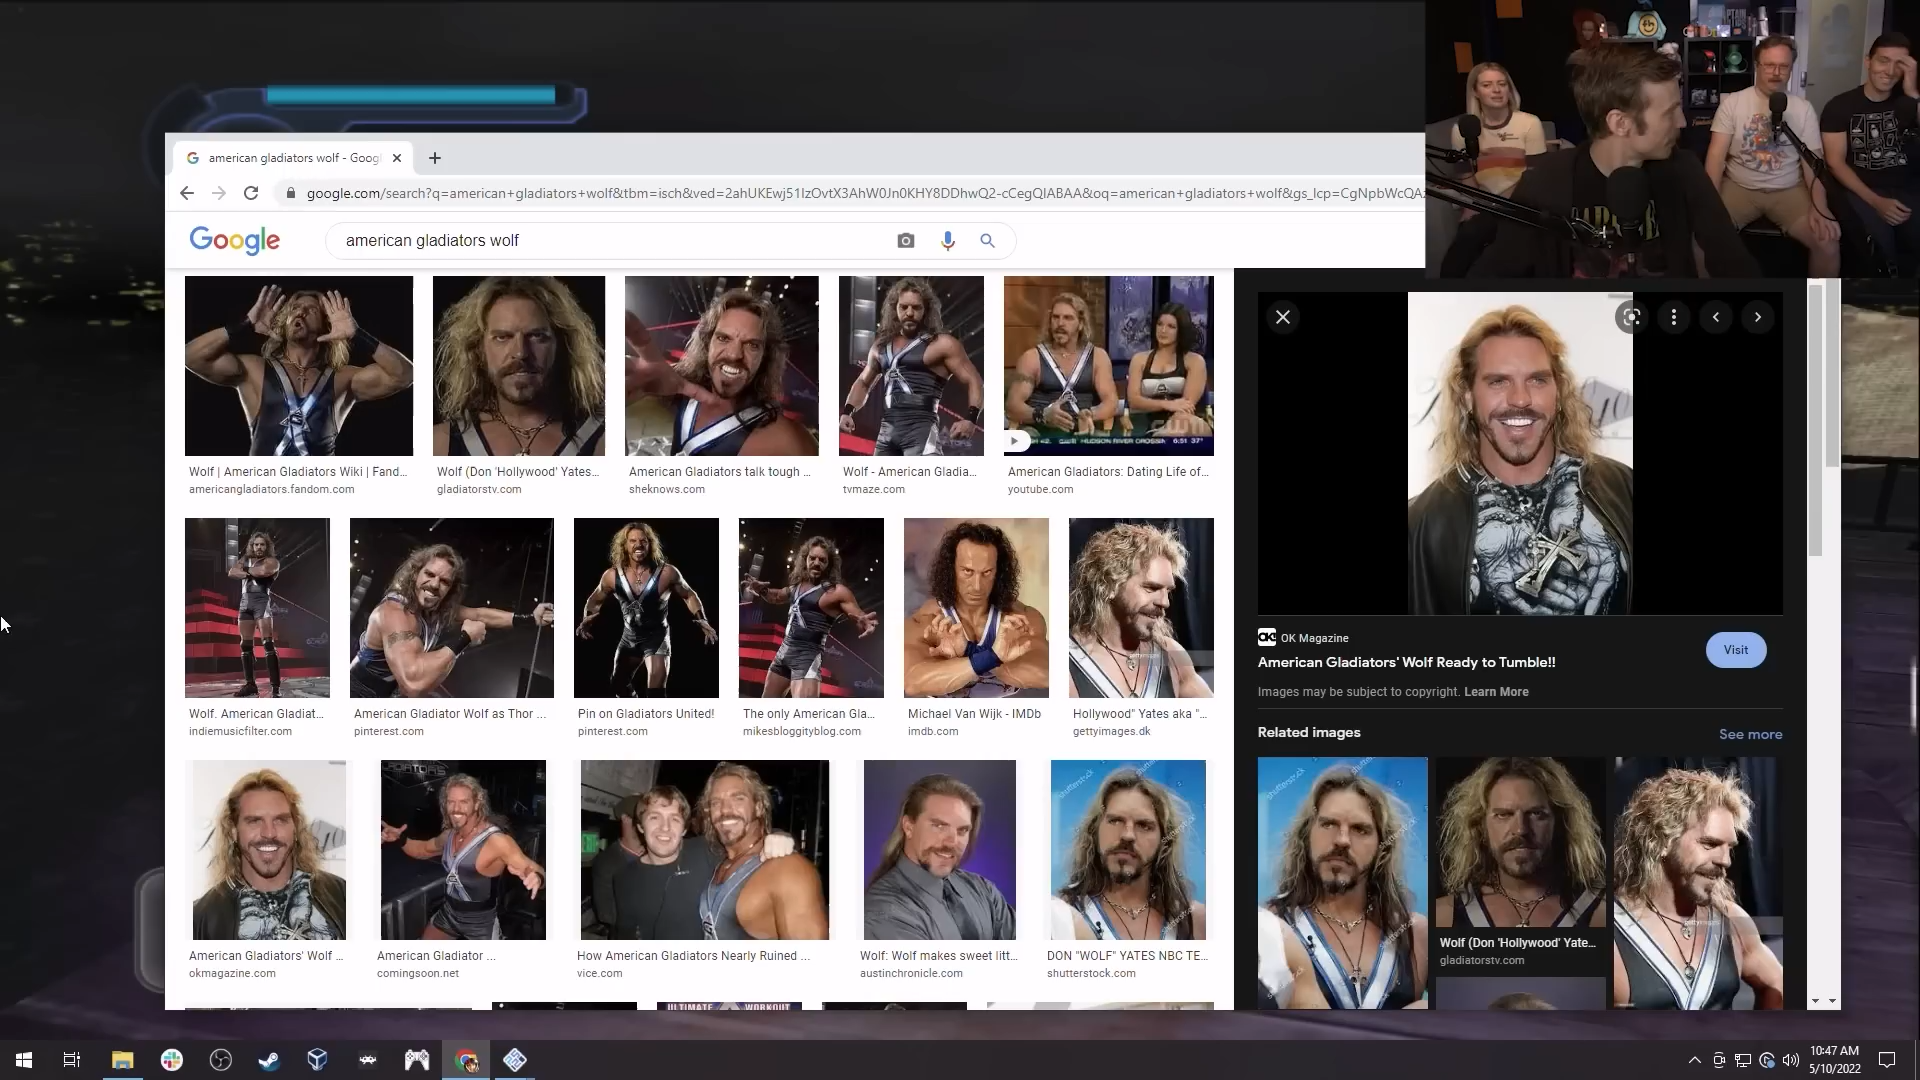 american gladiators wolf - Goog
google.com/search?q=american+gladiators+wolf&tbm=isch&ved=2ahUKEwj51IzOvtX3AhW0Jn0KHY8DDhwQ2-cCegQIABAA&oq=american+gladiators+wolf&gs_lcp=CgNpbWcQA
Google
american gladiators wolf
HUDSON RIVER CROSSING 6:51 37°
Wolf | American Gladiators Wiki | Fand...
americangladiators.fandom.com
Wolf (Don 'Hollywood' Yates...
gladiatorstv.com
American Gladiators talk tough ...
sheknows.com
Wolf - American Gladia...
tvmaze.com
American Gladiators: Dating Life of...
youtube.com
Wolf. American Gladiat...
indiemusicfilter.com
American Gladiator Wolf as Thor ...
pinterest.com
Pin on Gladiators United!
pinterest.com
The only American Gla...
mikesbloggityblog.com
Michael Van Wijk - IMDb
imdb.com
Hollywood" Yates aka "...
gettyimages.dk
American Gladiators' Wolf ...
okmagazine.com
American Gladiator ...
comingsoon.net
How American Gladiators Nearly Ruined ...
vice.com
Wolf: Wolf makes sweet litt...
austinchronicle.com
DON "WOLF" YATES NBC TE...
shutterstock.com
ULTIMATE WORKOUT
OK Magazine
American Gladiators' Wolf Ready to Tumble!!
Visit
Images may be subject to copyright. Learn More
Related images
See more
Wolf (Don 'Hollywood' Yate...
gladiatorstv.com
10:47 AM
5/10/2022